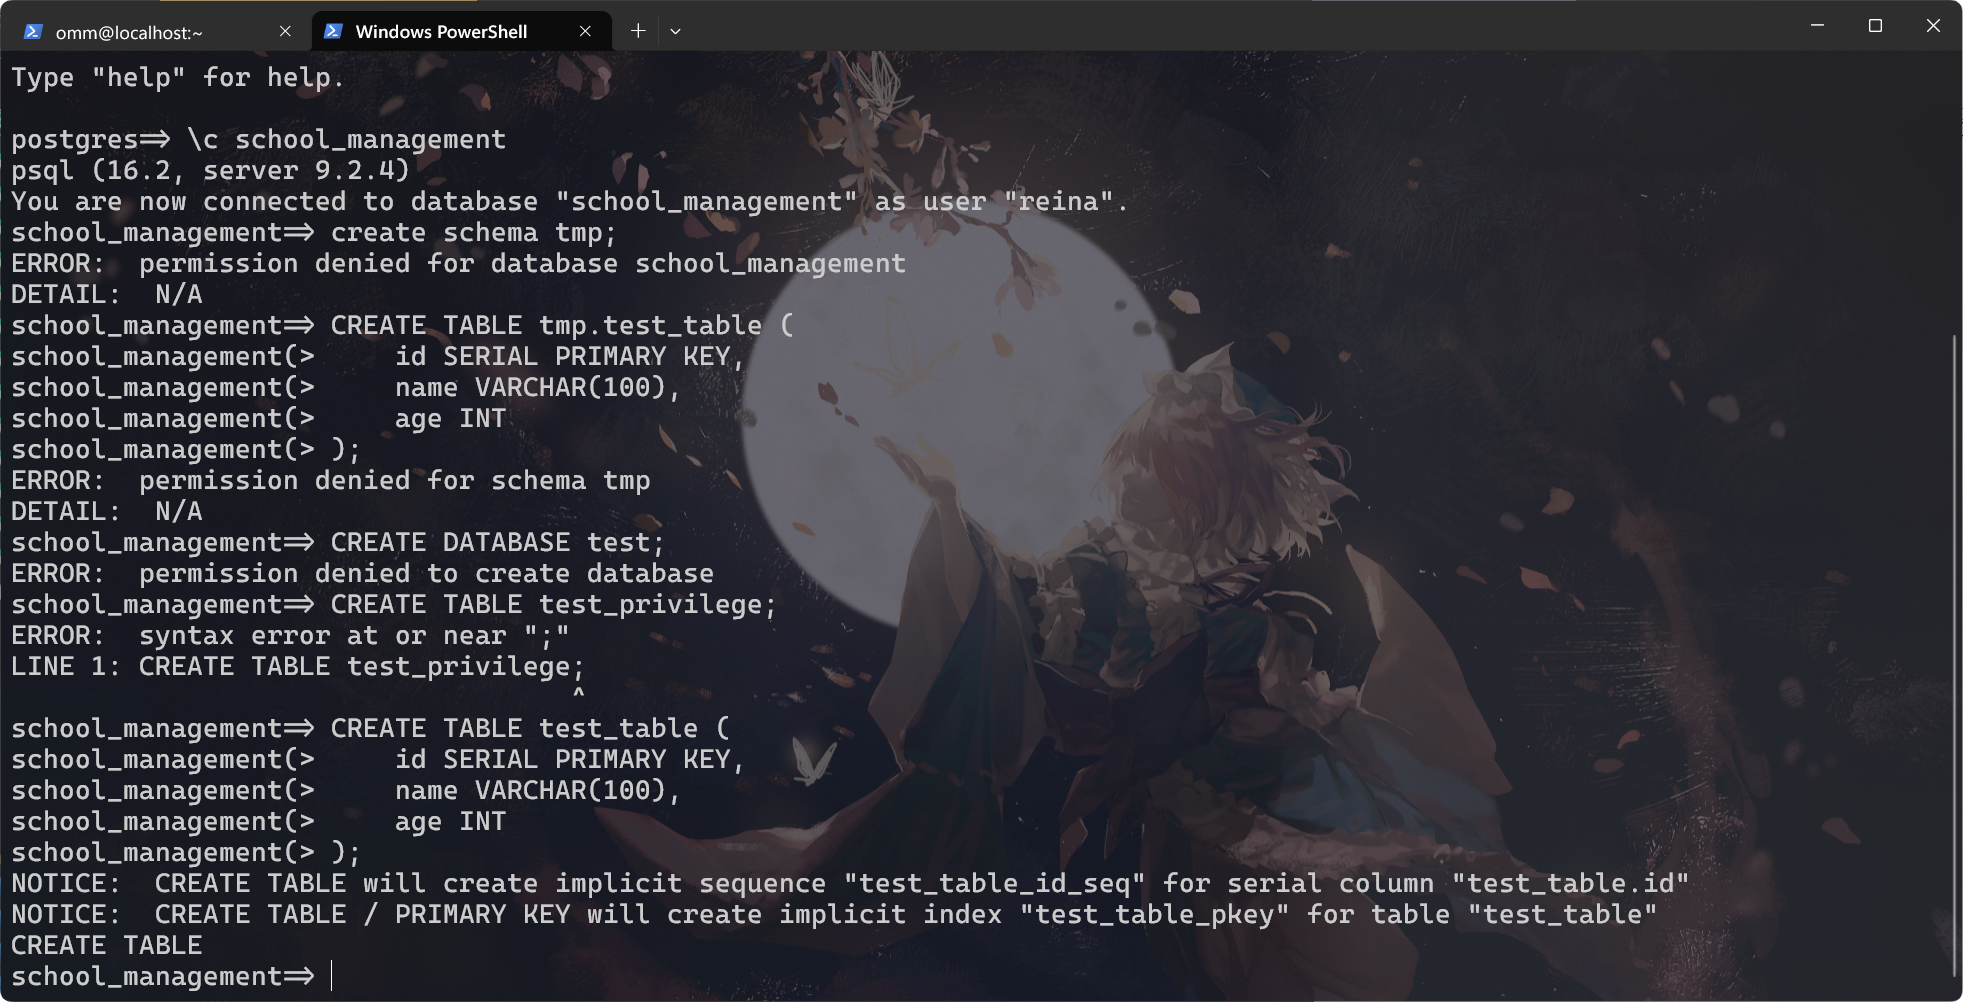 omm@localhost:~
Windows PowerShell
Type "help" for help.
postgres=> \c school_management
psql (16.2, server 9.2.4)
You are now connected to database "school_management" as user "reina".
school_management=> create schema tmp;
ERROR:  permission denied for database school_management
DETAIL:  N/A
school_management=> CREATE TABLE tmp.test_table (
school_management(>     id SERIAL PRIMARY KEY,
school_management(>     name VARCHAR(100),
school_management(>     age INT
school_management(> );
ERROR:  permission denied for schema tmp
DETAIL:  N/A
school_management=> CREATE DATABASE test;
ERROR:  permission denied to create database
school_management=> CREATE TABLE test_privilege;
ERROR:  syntax error at or near ";"
LINE 1: CREATE TABLE test_privilege;
                                   ^
school_management=> CREATE TABLE test_table (
school_management(>     id SERIAL PRIMARY KEY,
school_management(>     name VARCHAR(100),
school_management(>     age INT
school_management(> );
NOTICE:  CREATE TABLE will create implicit sequence "test_table_id_seq" for serial column "test_table.id"
NOTICE:  CREATE TABLE / PRIMARY KEY will create implicit index "test_table_pkey" for table "test_table"
CREATE TABLE
school_management=>